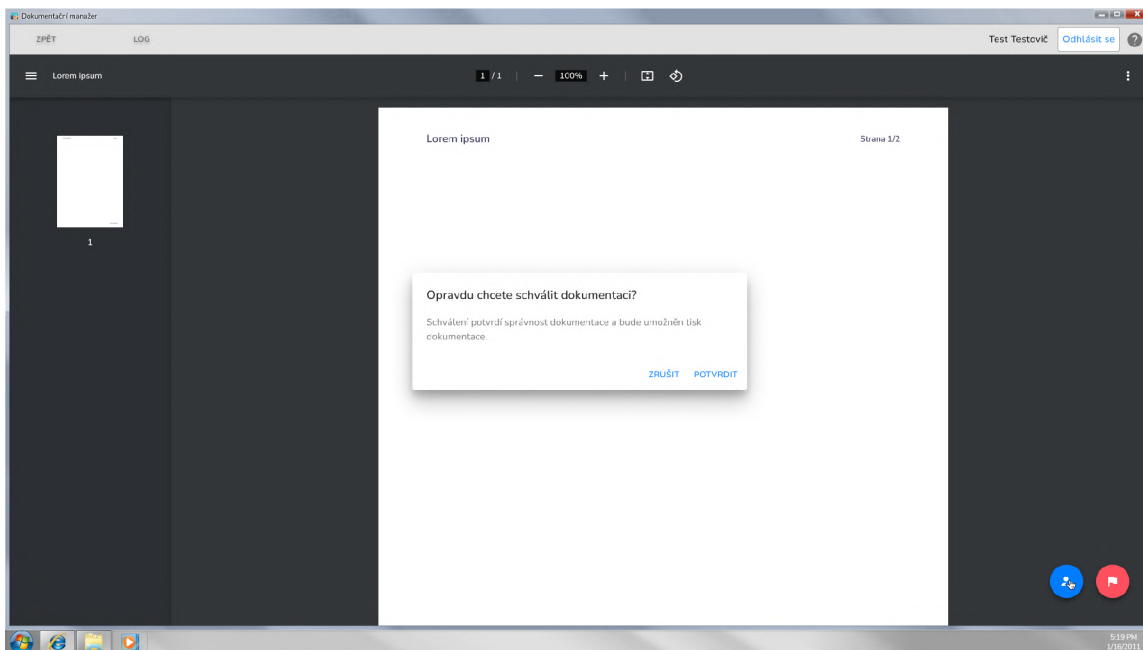 Dokumentační manažer
ZPĚT LOG Test Testovič Odhlásit se ?
Lorem ipsum 1 / 1 100%
Lorem ipsum Strana 1/2
1
Opravdu chcete schválit dokumentaci?
Schválení potvrdí správnost dokumentace a bude umožněn tisk
dokumentace.
ZRUŠIT POTVRDIT
5:19 PM
1/16/2011